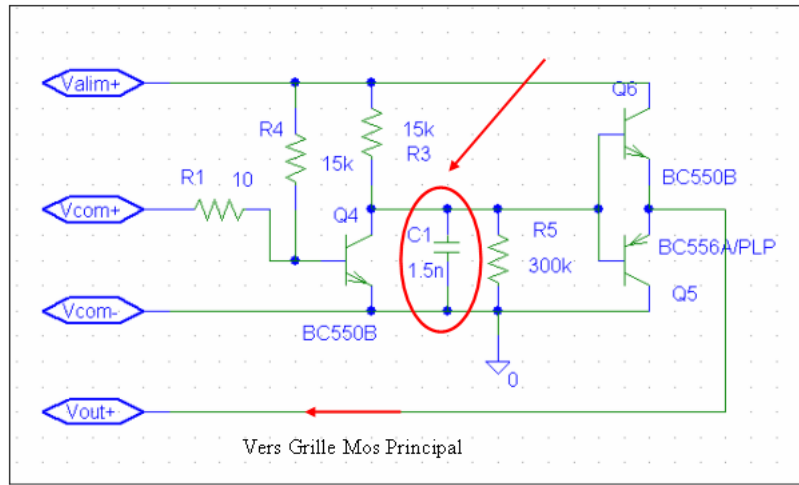 Valim+
Q6
R4
15k
R3
R1
10
15k
BC550B
Vcom+
Q4
C1
R5
BC556A/PLP
1.5n
300k
Q5
Vcom-
BC550B
0
Vout+
Vers Grille Mos Principal